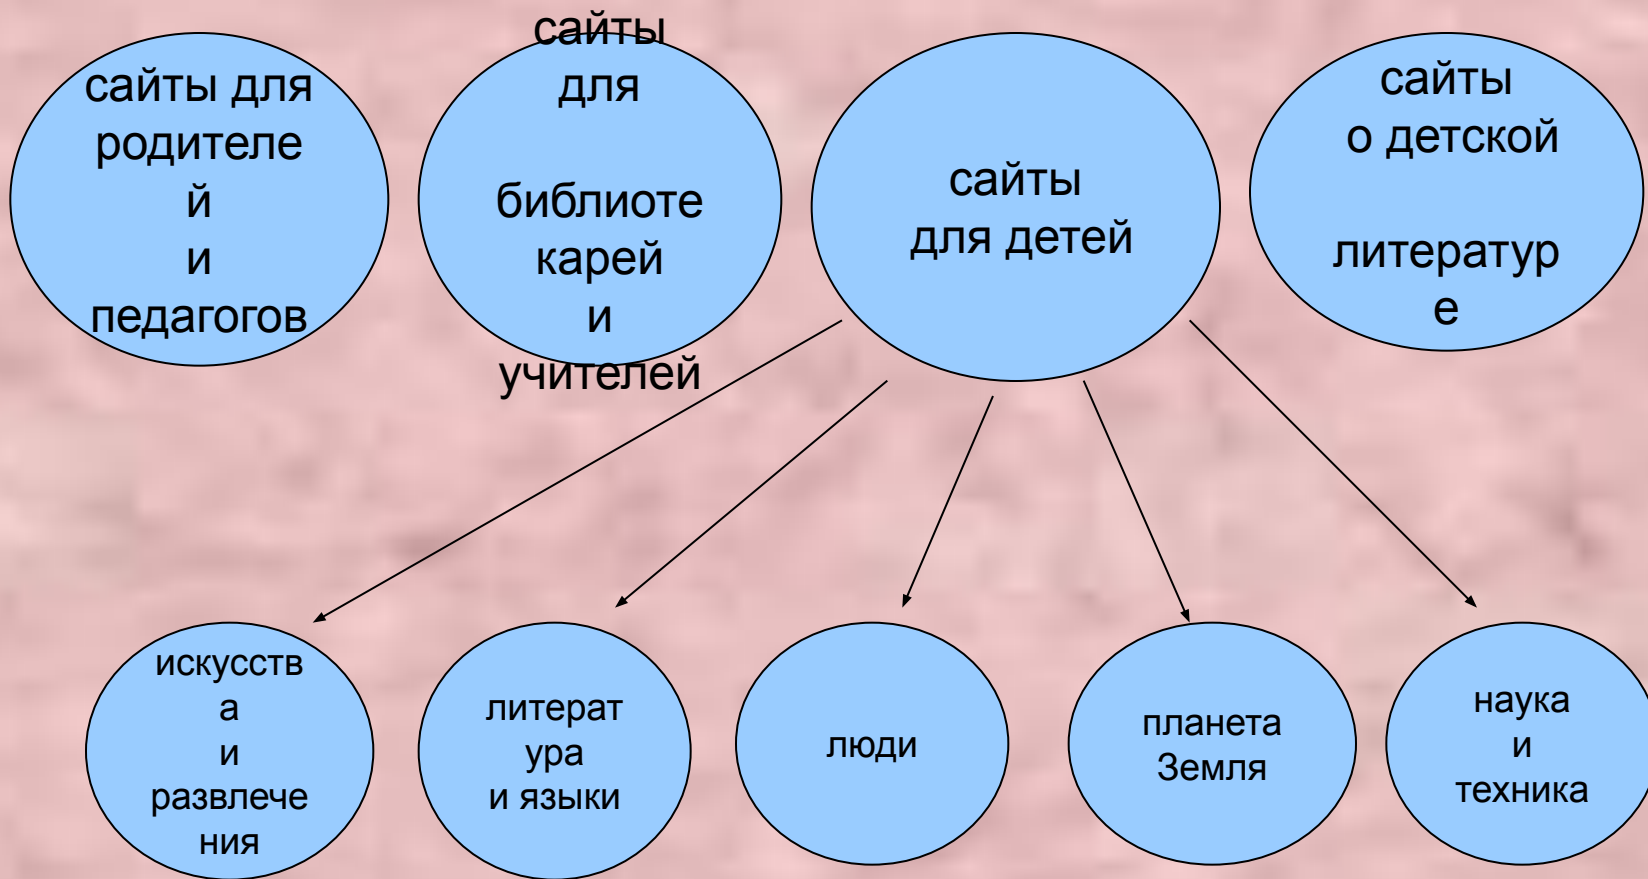 сайты для
родителе
й
и
педагогов
сайты
для
библиоте
карей
и
учителей
сайты
для детей
сайты
о детской
литератур
е
искусств
а
и
развлече
ния
литерат
ура
и языки
люди
планета
Земля
наука
и
техника